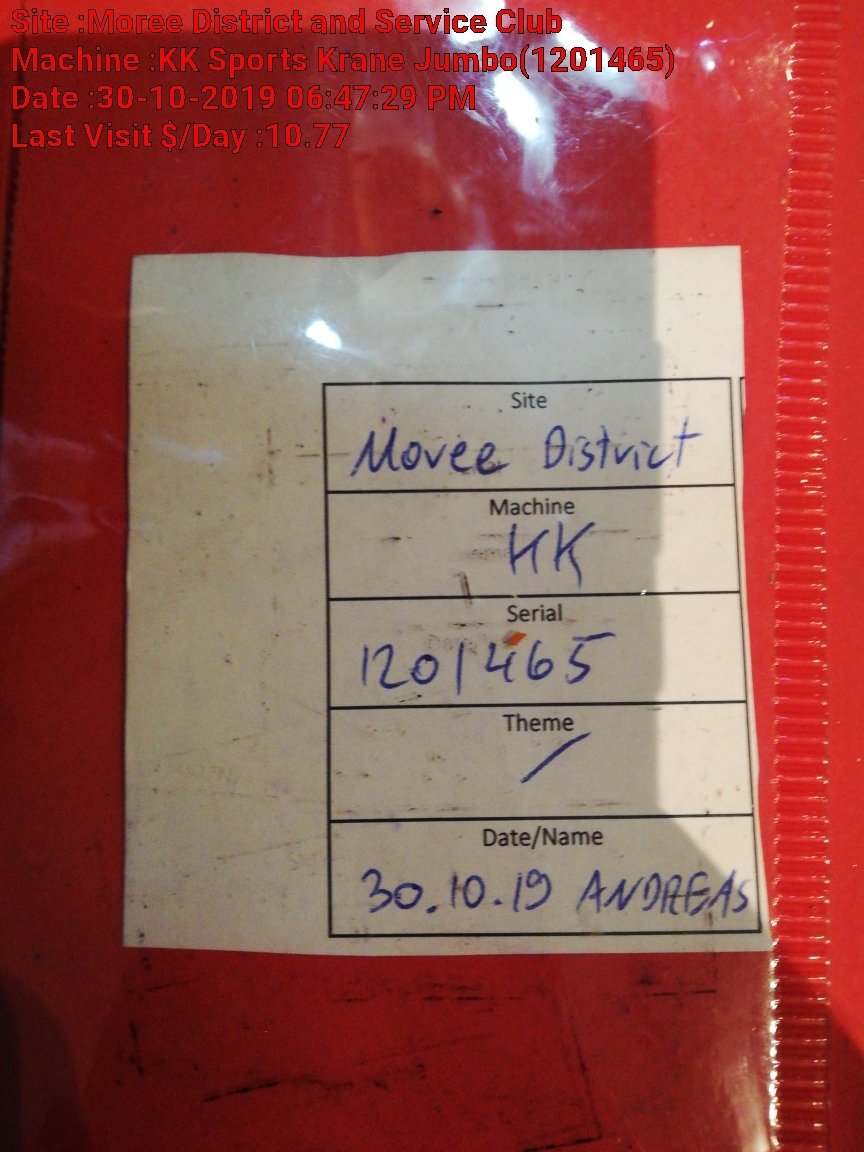 Site :Moree District and Service Club
Machine :KK Sports Krane Jumbo(1201465)
Date :30-10-2019 06:47:29 PM
Last Visit $/Day :10.77
Site
Moree District
Machine
KK
Serial
1201465
Theme
/
Date/Name
30.10.19 ANDREAS